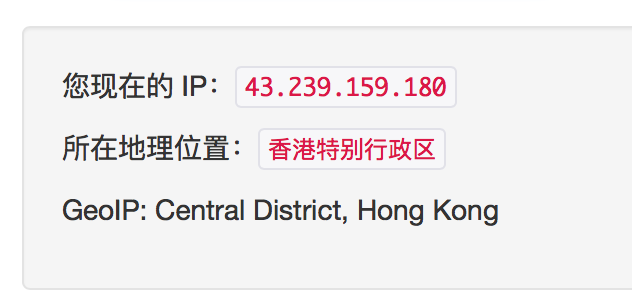 您现在的 IP：43.239.159.180
所在地理位置：香港特别行政区
GeoIP: Central District, Hong Kong